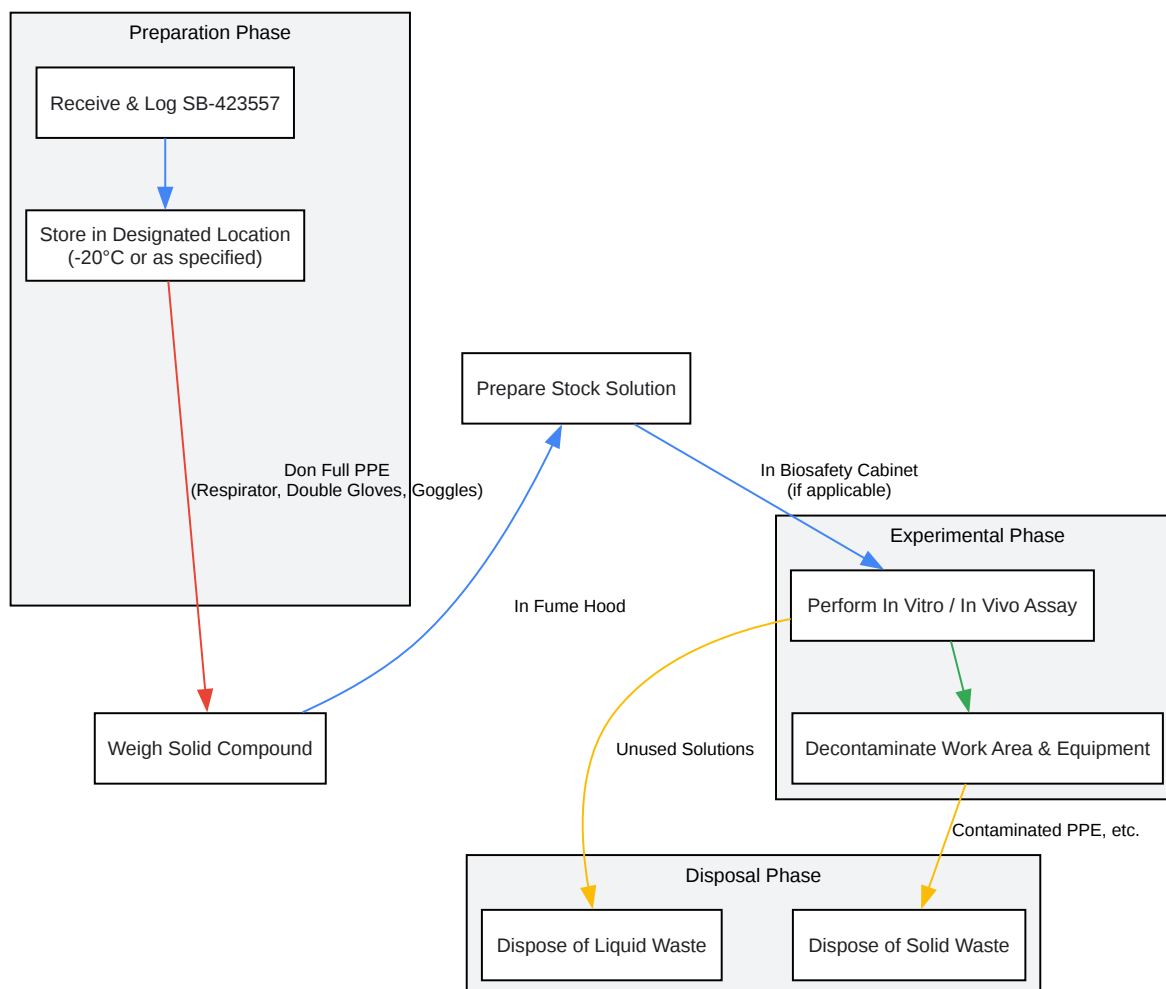 Preparation Phase
Receive & Log SB-423557
Store in Designated Location
(-20°C or as specified)
Prepare Stock Solution
Don Full PPE
(Respirator, Double Gloves, Goggles)
In Biosafety Cabinet
(if applicable)
Experimental Phase
In Fume Hood
Perform In Vitro / In Vivo Assay
Weigh Solid Compound
Unused Solutions
Decontaminate Work Area & Equipment
Contaminated PPE, etc.
Disposal Phase
Dispose of Liquid Waste
Dispose of Solid Waste